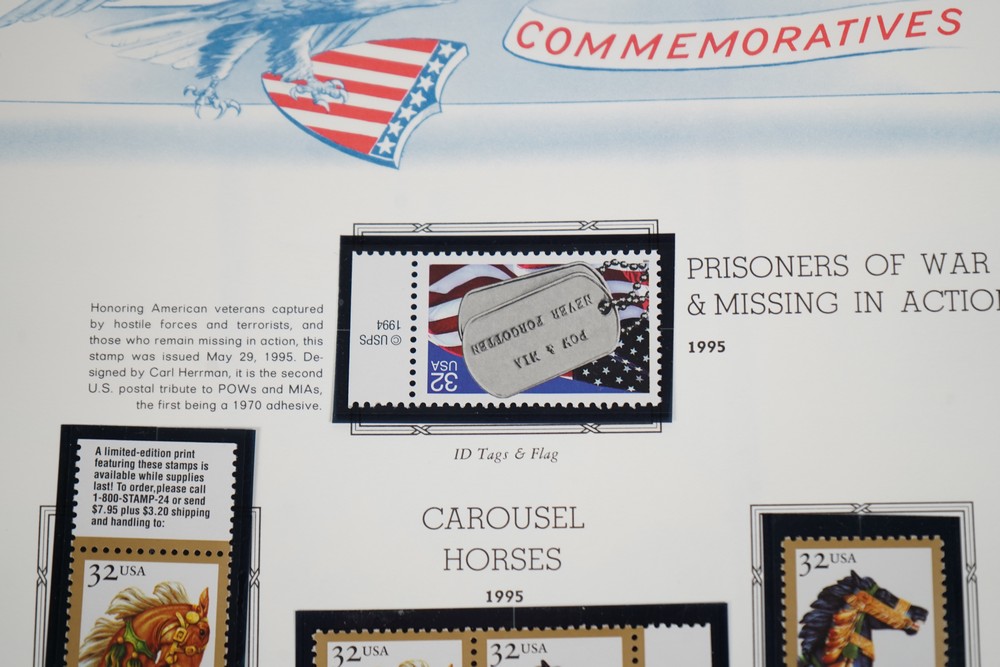 COMMEMORATIVES
PRISONERS OF WAR
& MISSING IN ACTIO
1995
Honoring American veterans captured
by hostile forces and terrorists, and
those who remain missing in action, this
stamp was issued May 29, 1995. De-
signed by Carl Herrman, it is the second
U.S. postal tribute to POWs and MIAs,
the first being a 1970 adhesive.
© USPS
1994
POW & MIA
NEVER FORGOTTEN
32
USA
ID Tags & Flag
A limited-edition print
featuring these stamps is
available while supplies
last! To order,please call
1-800-STAMP-24 or send
$7.95 plus $3.20 shipping
and handling to:
32 USA
CAROUSEL
HORSES
1995
32 USA
32 USA
32 USA